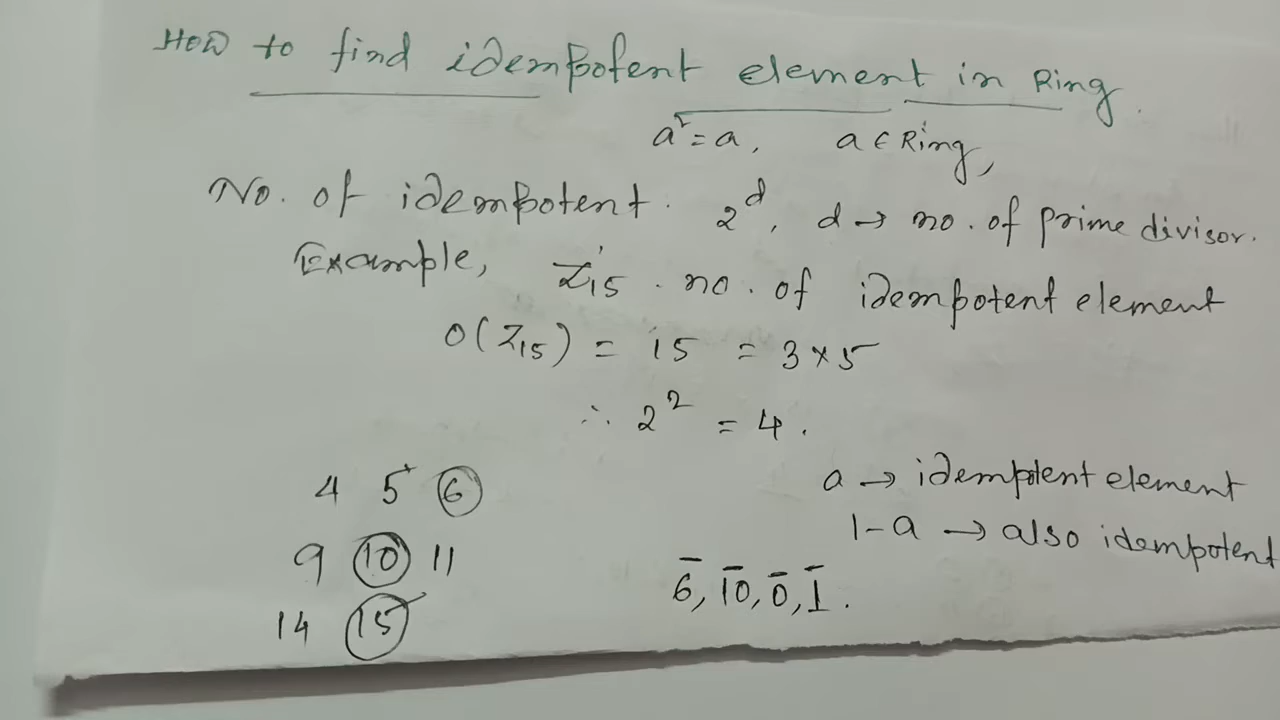 How to find idempotent element in Ring.
a² = a, a ∈ Ring,
No. of idempotent. 2^d, d → no. of prime divisor.
Example, Z₁₅. no. of idempotent element
O(Z₁₅) = 15 = 3 × 5
∴ 2² = 4.
a → idempotent element
4 5 6
1-a → also idempotent
9 10 11
6̄, 1̄0̄, 0̄, 1̄.
14 15